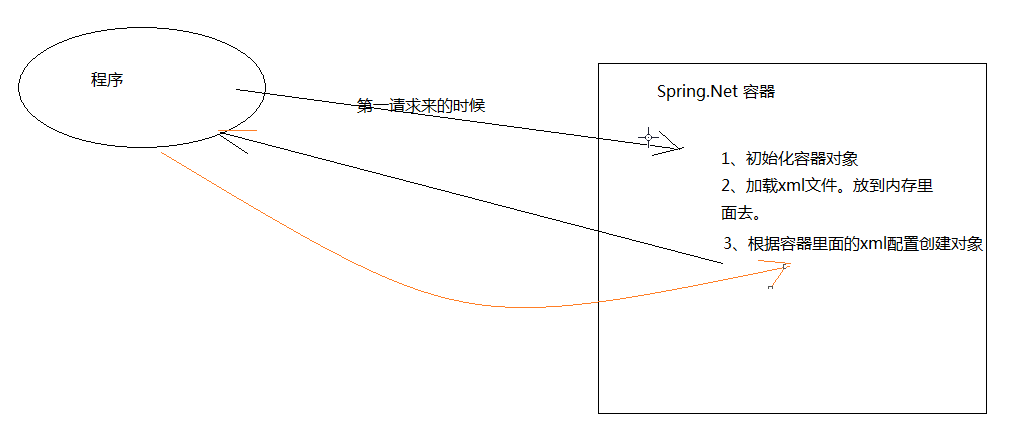 程序
第一请求来的时候
Spring.Net 容器
1、初始化容器对象
2、加载xml文件。放到内存里
面去。
3、根据容器里面的xml配置创建对象